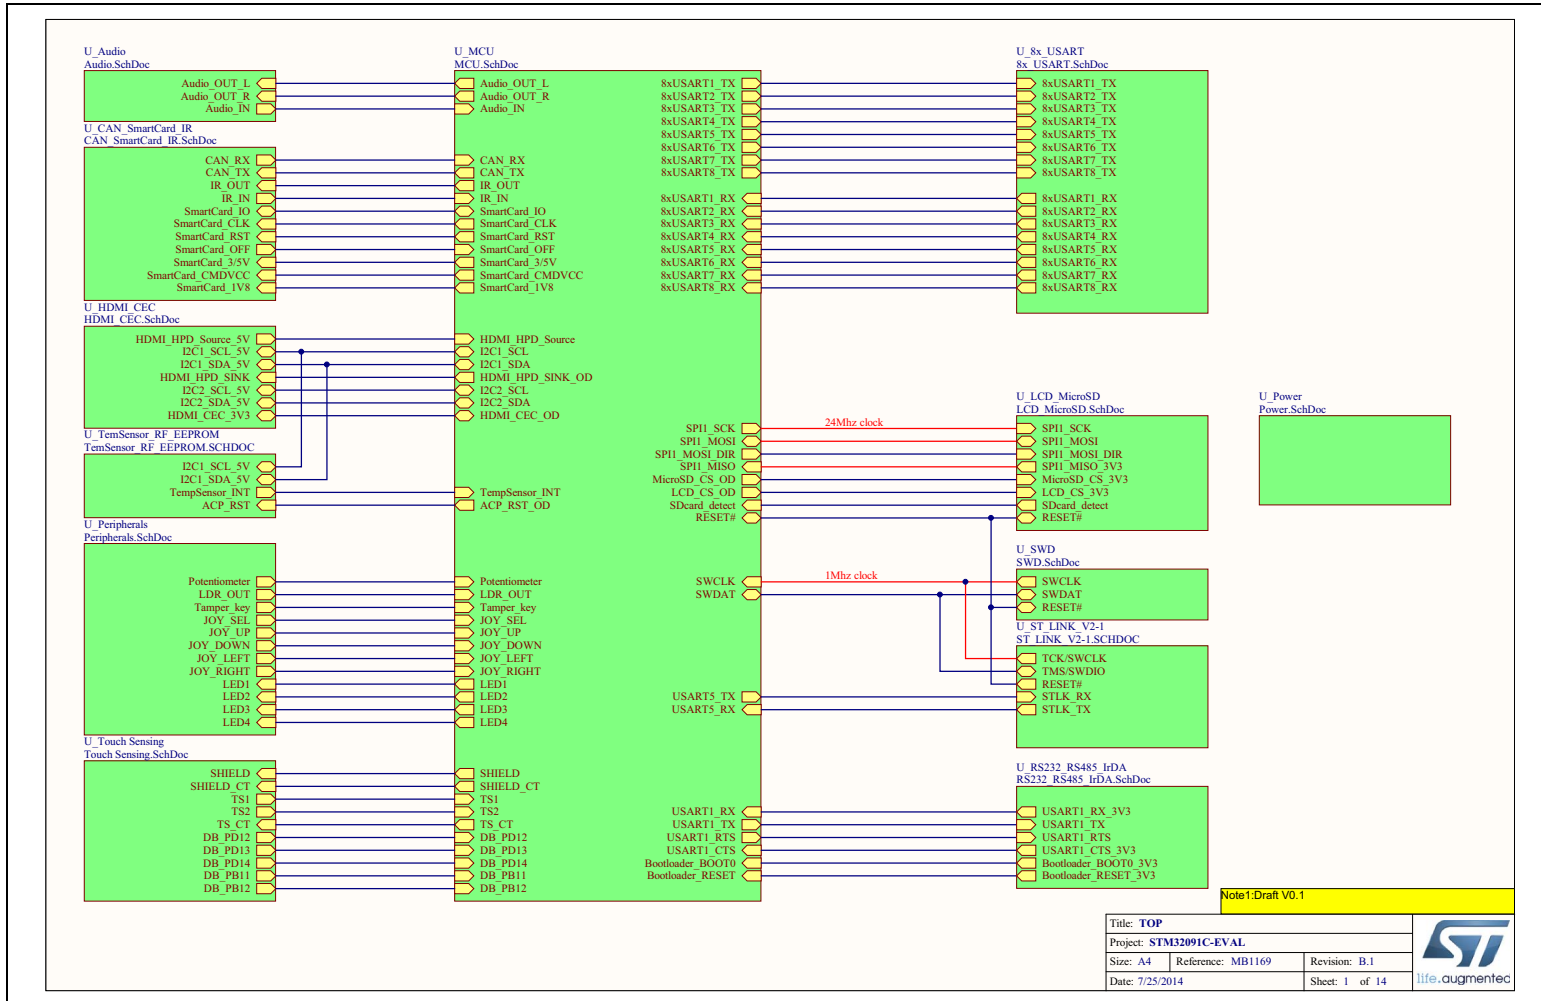 U_Audio
Audio.SchDoc
Audio_OUT_L
Audio_OUT_R
Audio_IN
U_CAN_SmartCard_IR
CAN_SmartCard_IR.SchDoc
CAN_RX
CAN_TX
IR_OUT
IR_IN
SmartCard_IO
SmartCard_CLK
SmartCard_RST
SmartCard_OFF
SmartCard_3/5V
SmartCard_CMDVCC
SmartCard_1V8
U_HDMI_CEC
HDMI_CEC.SchDoc
HDMI_HPD_Source_5V
I2C1_SCL_5V
I2C1_SDA_5V
HDMI_HPD_SINK
I2C2_SCL_5V
I2C2_SDA_5V
HDMI_CEC_3V3
U_TemSensor_RF_EEPROM
TemSensor_RF_EEPROM.SCHDOC
I2C1_SCL_5V
I2C1_SDA_5V
TempSensor_INT
ACP_RST
U_Peripherals
Peripherals.SchDoc
Potentiometer
LDR_OUT
Tamper_key
JOY_SEL
JOY_UP
JOY_DOWN
JOY_LEFT
JOY_RIGHT
LED1
LED2
LED3
LED4
U_Touch Sensing
Touch Sensing.SchDoc
SHIELD
SHIELD_CT
TS1
TS2
TS_CT
DB_PD12
DB_PD13
DB_PD14
DB_PB11
DB_PB12
U_MCU
MCU.SchDoc
Audio_OUT_L
Audio_OUT_R
Audio_IN
CAN_RX
CAN_TX
IR_OUT
IR_IN
SmartCard_IO
SmartCard_CLK
SmartCard_RST
SmartCard_OFF
SmartCard_3/5V
SmartCard_CMDVCC
SmartCard_1V8
HDMI_HPD_Source
I2C1_SCL
I2C1_SDA
HDMI_HPD_SINK_OD
I2C2_SCL
I2C2_SDA
HDMI_CEC_OD
TempSensor_INT
ACP_RST_OD
Potentiometer
LDR_OUT
Tamper_key
JOY_SEL
JOY_UP
JOY_DOWN
JOY_LEFT
JOY_RIGHT
LED1
LED2
LED3
LED4
SHIELD
SHIELD_CT
TS1
TS2
TS_CT
DB_PD12
DB_PD13
DB_PD14
DB_PB11
DB_PB12
8xUSART1_TX
8xUSART2_TX
8xUSART3_TX
8xUSART4_TX
8xUSART5_TX
8xUSART6_TX
8xUSART7_TX
8xUSART8_TX
8xUSART1_RX
8xUSART2_RX
8xUSART3_RX
8xUSART4_RX
8xUSART5_RX
8xUSART6_RX
8xUSART7_RX
8xUSART8_RX
SPI1_SCK
SPI1_MOSI
SPI1_MOSI_DIR
SPI1_MISO
MicroSD_CS_OD
LCD_CS_OD
SDcard_detect
RESET#
SWCLK
SWDAT
USART5_TX
USART5_RX
USART1_RX
USART1_TX
USART1_RTS
USART1_CTS
Bootloader_BOOT0
Bootloader_RESET
24Mhz clock
1Mhz clock
U_8x_USART
8x_USART.SchDoc
8xUSART1_TX
8xUSART2_TX
8xUSART3_TX
8xUSART4_TX
8xUSART5_TX
8xUSART6_TX
8xUSART7_TX
8xUSART8_TX
8xUSART1_RX
8xUSART2_RX
8xUSART3_RX
8xUSART4_RX
8xUSART5_RX
8xUSART6_RX
8xUSART7_RX
8xUSART8_RX
U_LCD_MicroSD
LCD_MicroSD.SchDoc
SPI1_SCK
SPI1_MOSI
SPI1_MOSI_DIR
SPI1_MISO_3V3
MicroSD_CS_3V3
LCD_CS_3V3
SDcard_detect
RESET#
U_SWD
SWD.SchDoc
SWCLK
SWDAT
RESET#
U_ST_LINK_V2-1
ST_LINK_V2-1.SCHDOC
TCK/SWCLK
TMS/SWDIO
RESET#
STLK_RX
STLK_TX
U_RS232_RS485_IrDA
RS232_RS485_IrDA.SchDoc
USART1_RX_3V3
USART1_TX
USART1_RTS
USART1_CTS_3V3
Bootloader_BOOT0_3V3
Bootloader_RESET_3V3
U_Power
Power.SchDoc
Note1:Draft V0.1
Title: TOP
Project: STM32091C-EVAL
Size: A4 Reference: MB1169 Revision: B.1
Date: 7/25/2014 Sheet: 1 of 14
ST
life.augmented